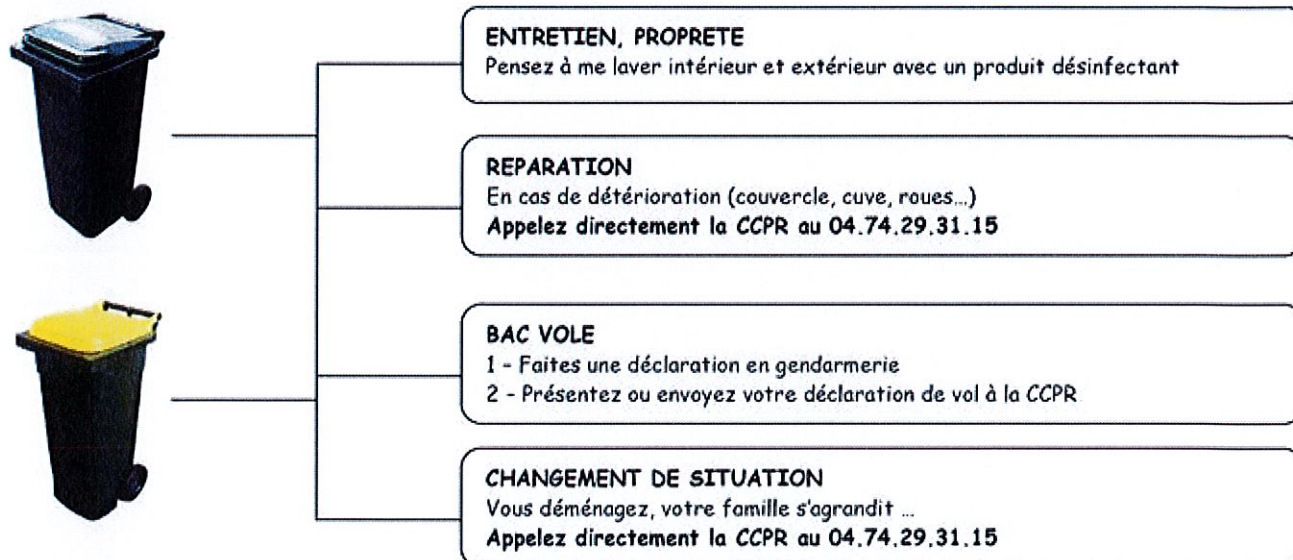 ENTRETIEN, PROPRETE
Pensez à me laver intérieur et extérieur avec un produit désinfectant
REPARATION
En cas de détérioration (couvercle, cuve, roues...)
Appelez directement la CCPR au 04.74.29.31.15
BAC VOLE
1 - Faites une déclaration en gendarmerie
2 - Présentez ou envoyez votre déclaration de vol à la CCPR
CHANGEMENT DE SITUATION
Vous déménagez, votre famille s'agrandit ...
Appelez directement la CCPR au 04.74.29.31.15